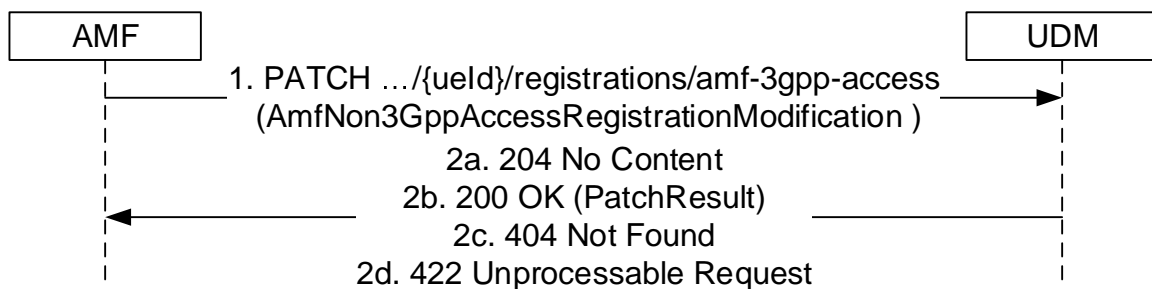 AMF
UDM
1. PATCH …/{ueId}/registrations/amf-3gpp-access
(AmfNon3GppAccessRegistrationModification )
2a. 204 No Content
2b. 200 OK (PatchResult)
2c. 404 Not Found
2d. 422 Unprocessable Request